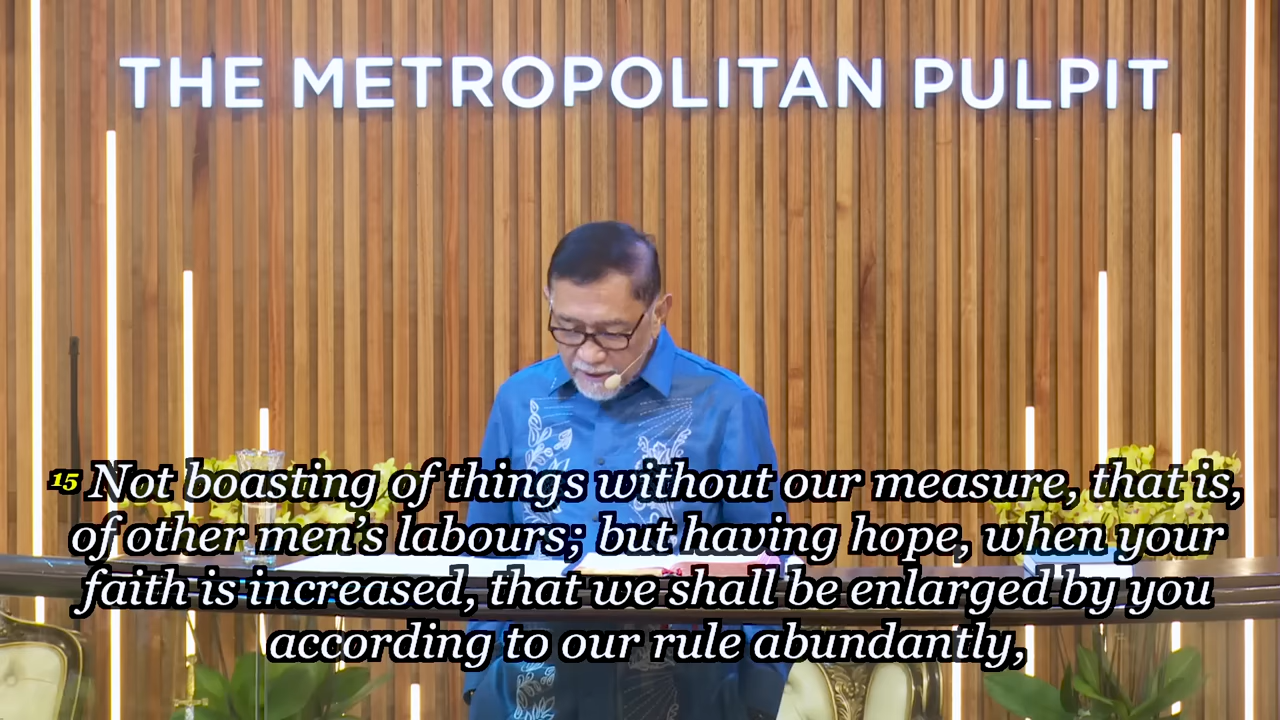 THE METROPOLITAN PULPIT
15 Not boasting of things without our measure, that is,
of other men’s labours; but having hope, when your
faith is increased, that we shall be enlarged by you
according to our rule abundantly,